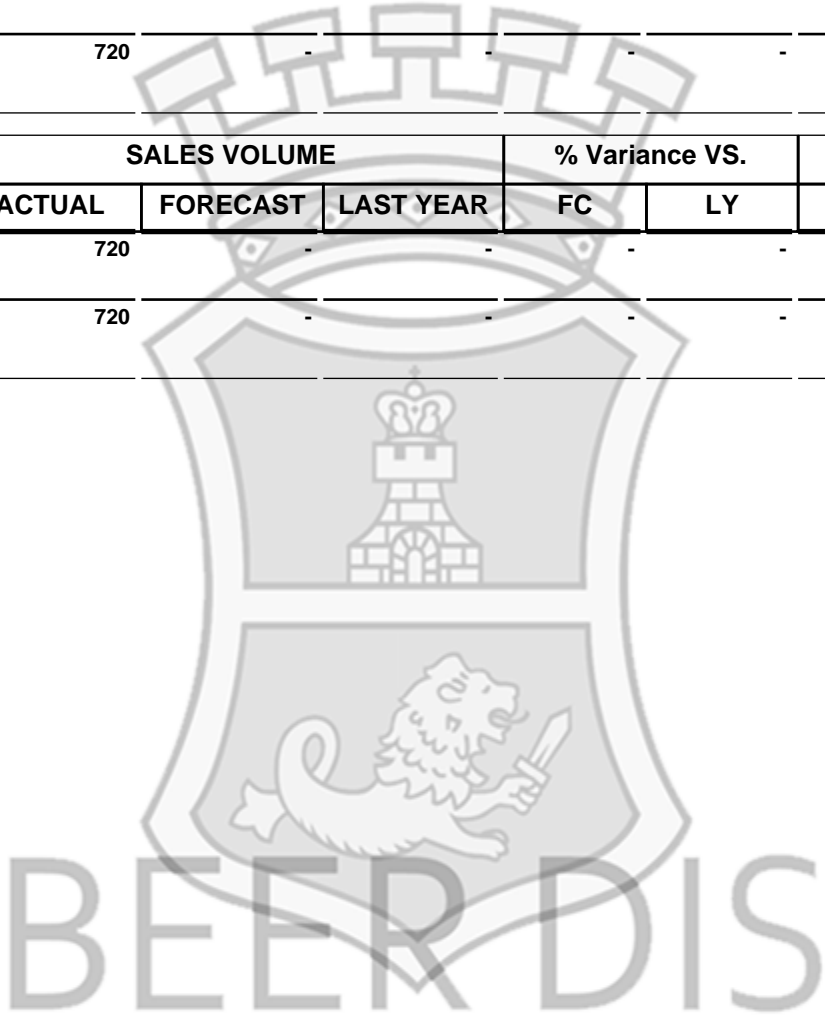 720 - - - -
SALES VOLUME % Variance VS.
ACTUAL FORECAST LAST YEAR FC LY
720 - - - -
720 - - - -
BEER DIS